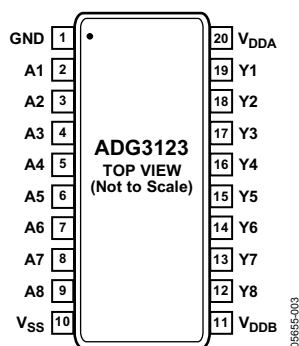 GND 1
A1 2
A2 3
A3 4
A4 5
A5 6
A6 7
A7 8
A8 9
VSS 10
ADG3123
TOP VIEW
(Not to Scale)
20 VDDA
19 Y1
18 Y2
17 Y3
16 Y4
15 Y5
14 Y6
13 Y7
12 Y8
11 VDDB
05655-003